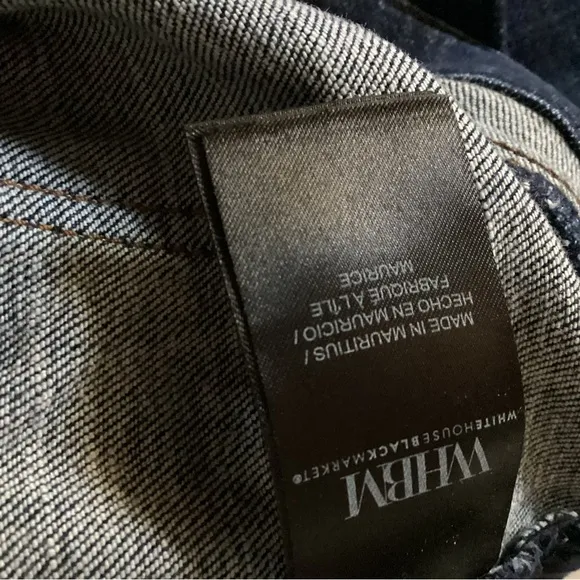 WHBM
WHITEHOUSEBLACKMARKET®
MADE IN MAURITIUS/
HECHO EN MAURICIO/
FABRIQUÉ À L'ÎLE
MAURICE